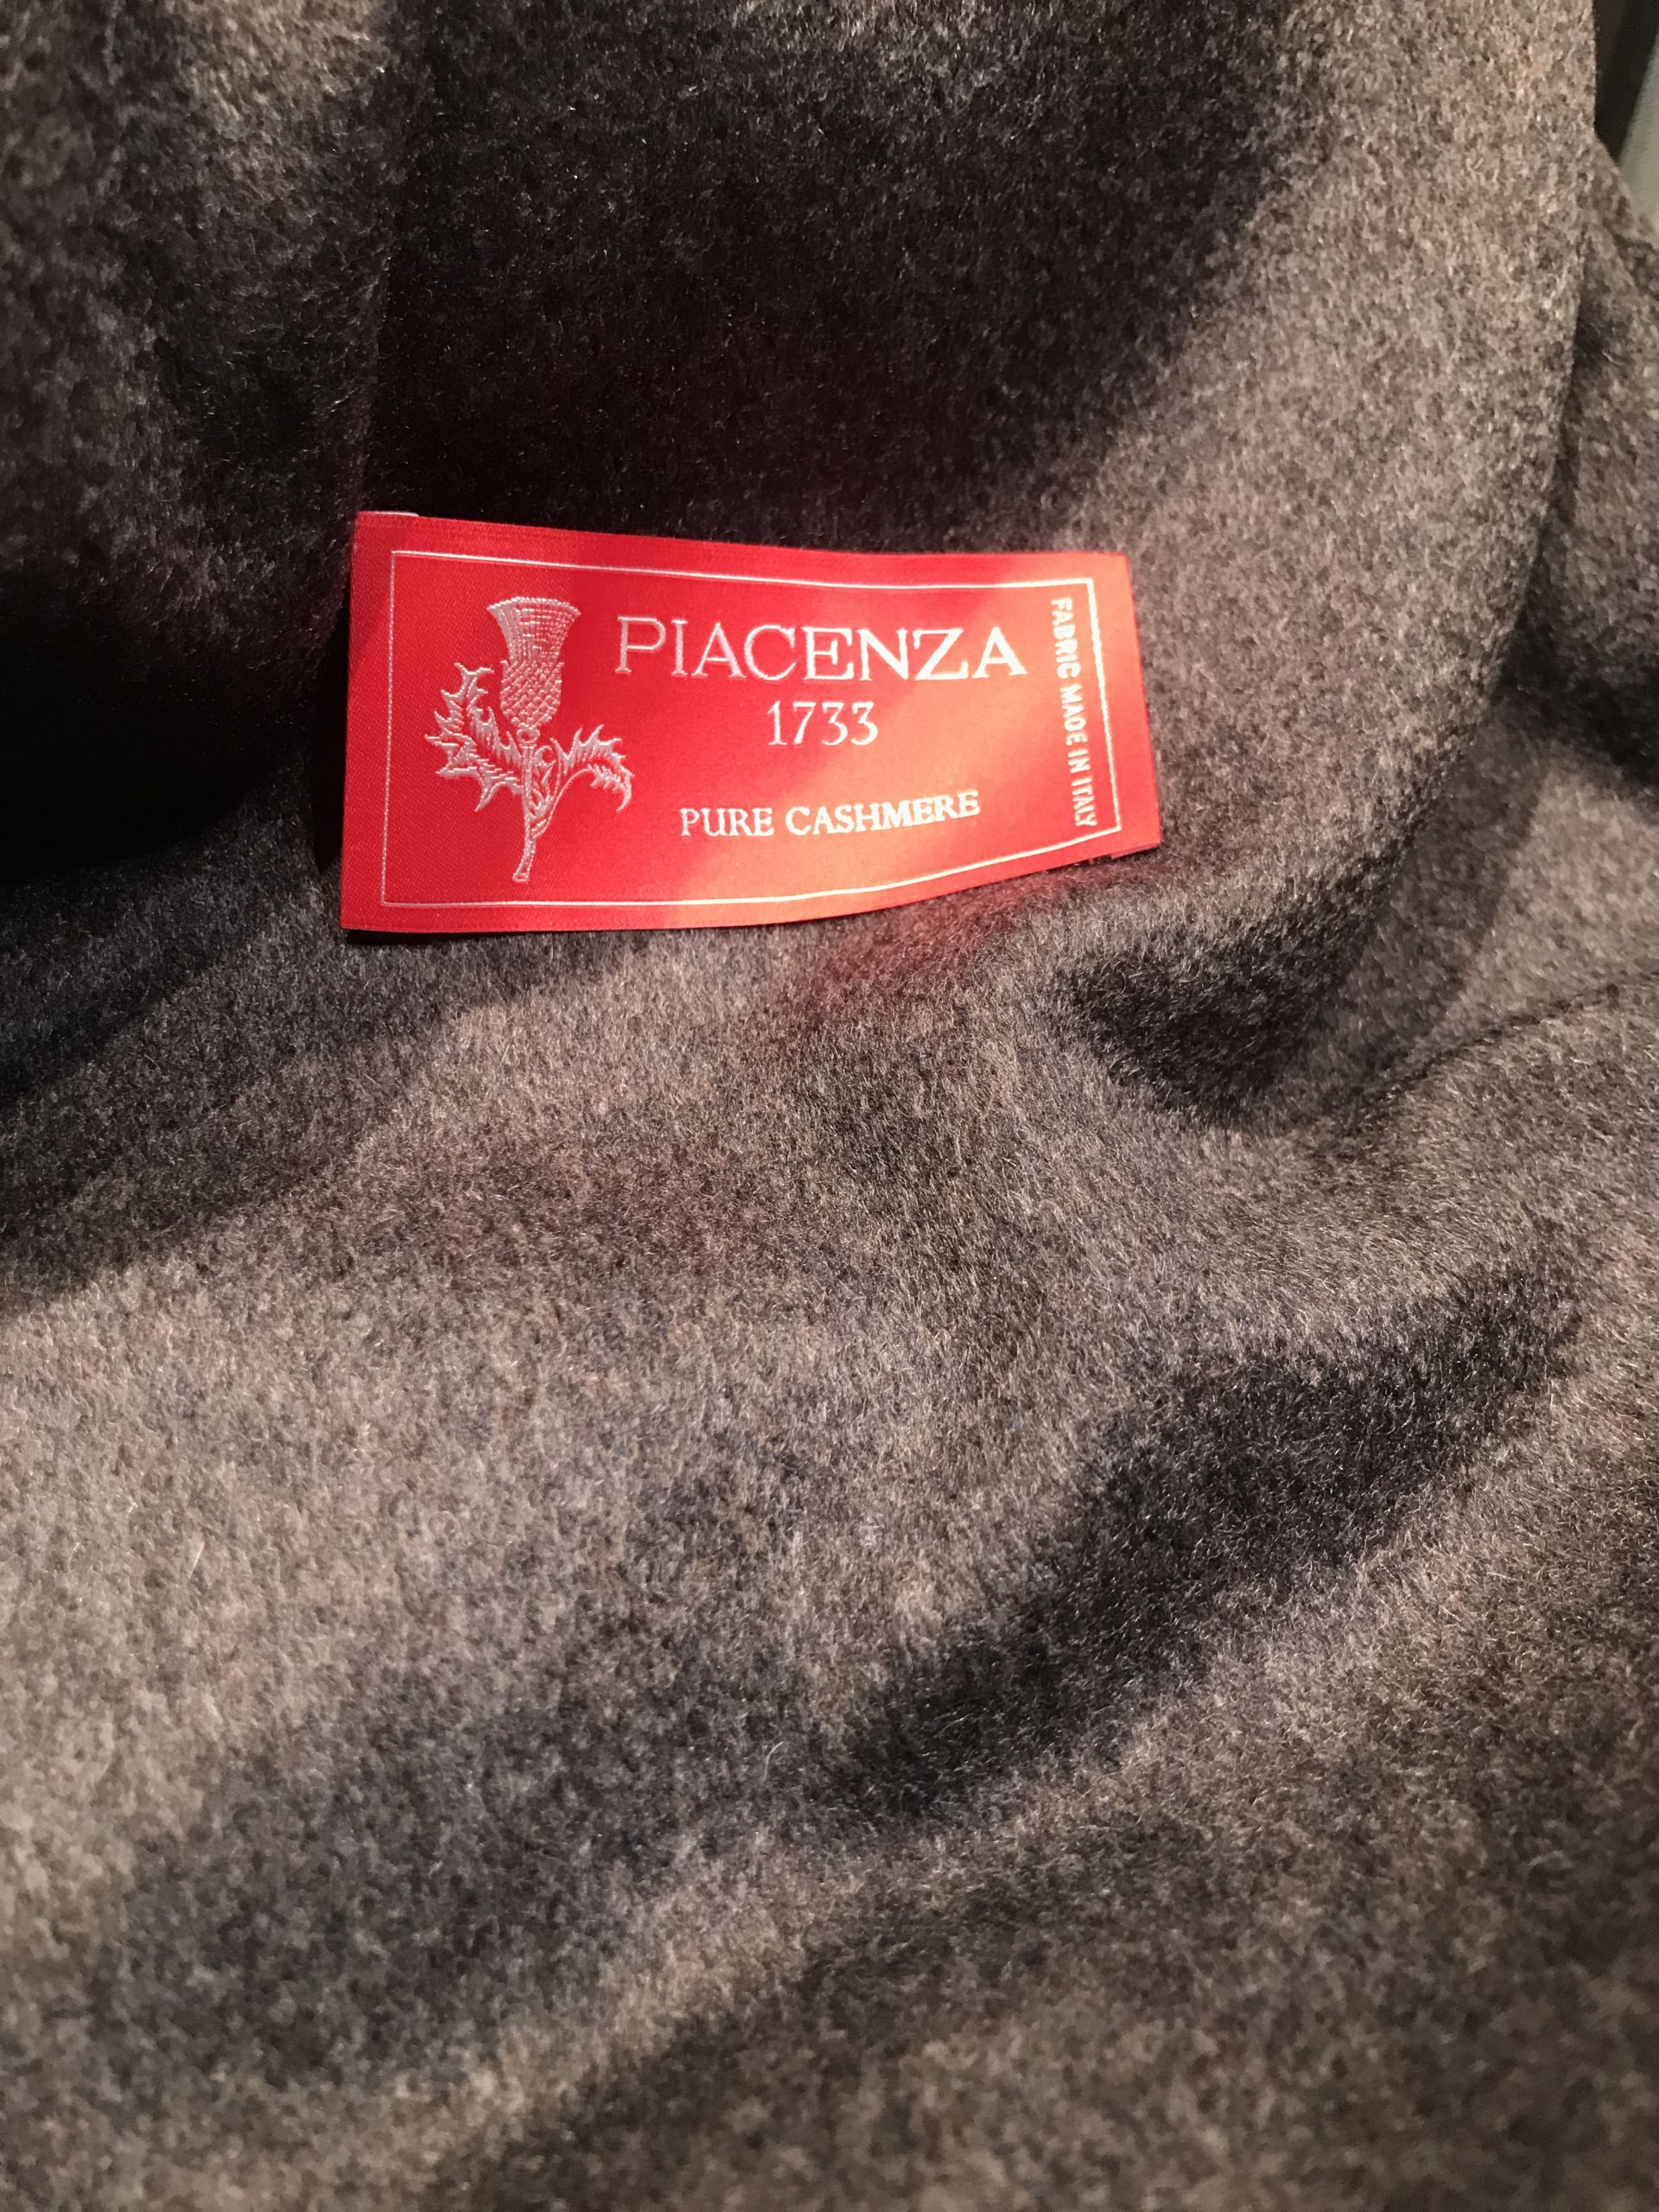 PIACENZA
1733
PURE CASHMERE
FABRIC MADE IN ITALY